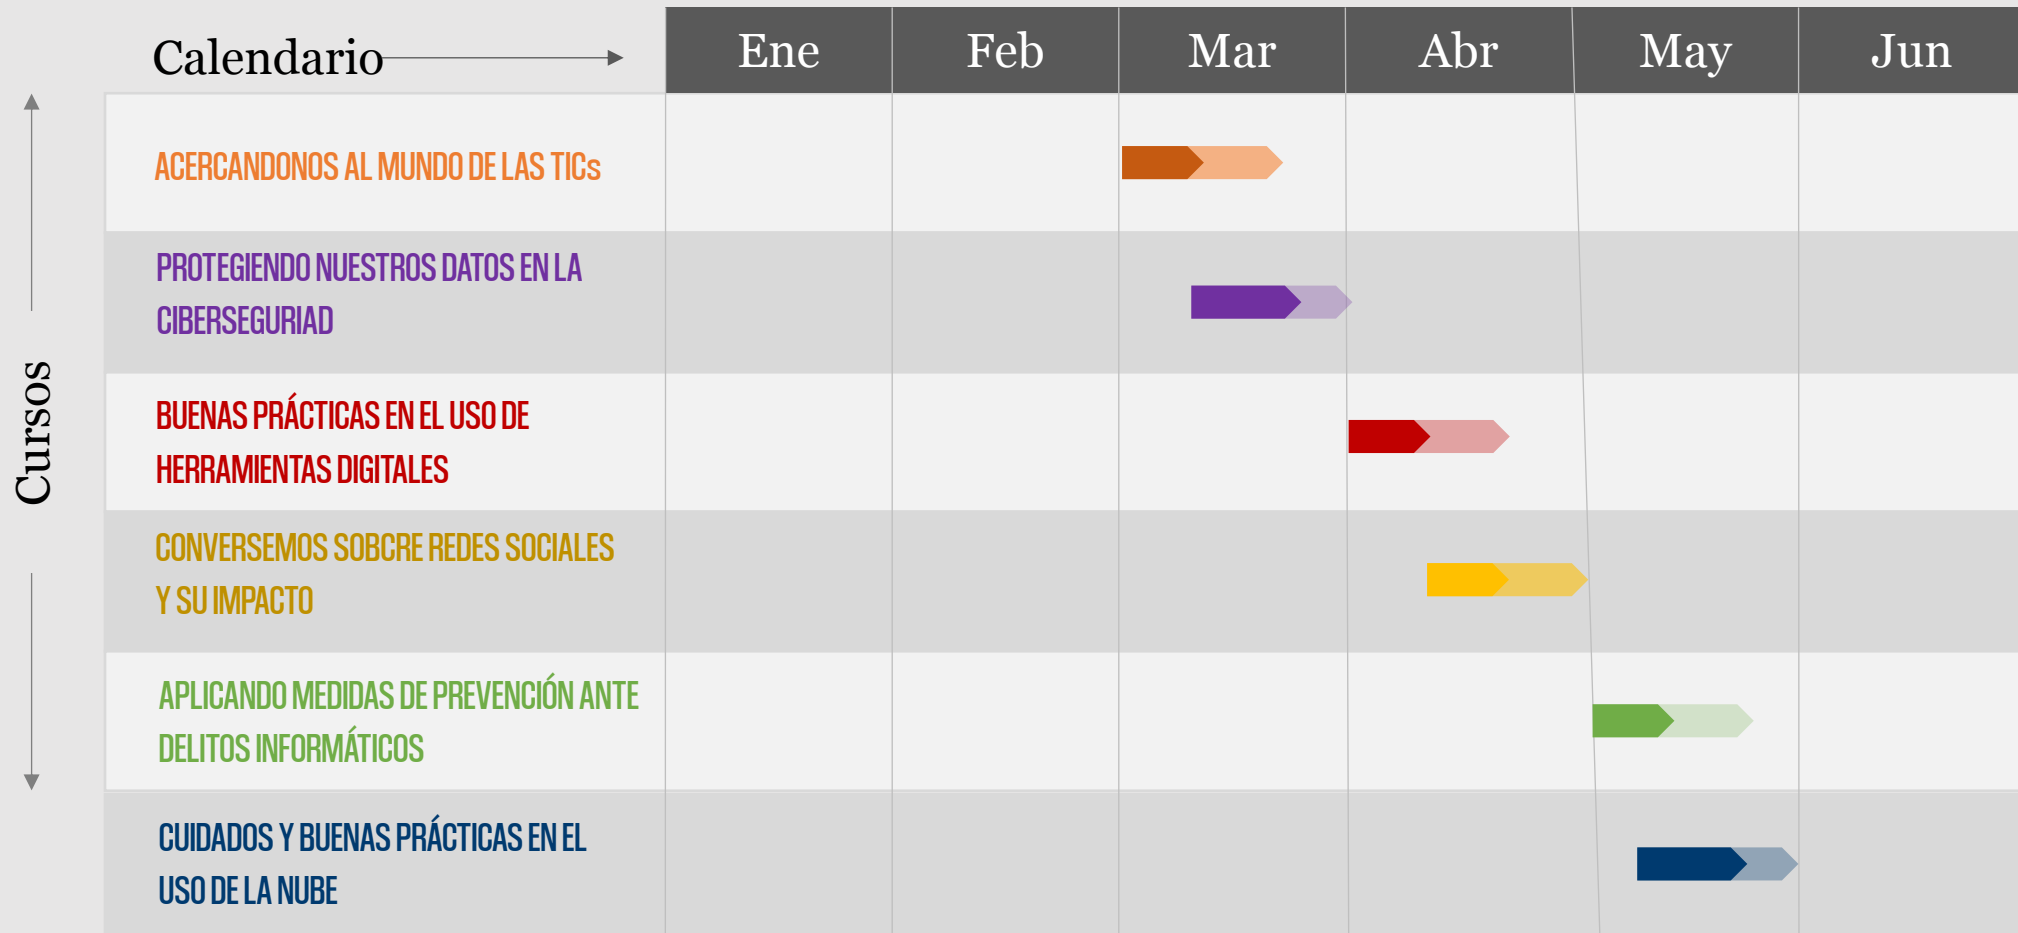 Calendario
Ene
Feb
Mar
Abr
May
Jun
Cursos
ACERCANDONOS AL MUNDO DE LAS TICs
PROTEGIENDO NUESTROS DATOS EN LA
CIBERSEGURIAD
BUENAS PRÁCTICAS EN EL USO DE
HERRAMIENTAS DIGITALES
CONVERSEMOS SOBCRE REDES SOCIALES
Y SU IMPACTO
APLICANDO MEDIDAS DE PREVENCIÓN ANTE
DELITOS INFORMÁTICOS
CUIDADOS Y BUENAS PRÁCTICAS EN EL
USO DE LA NUBE